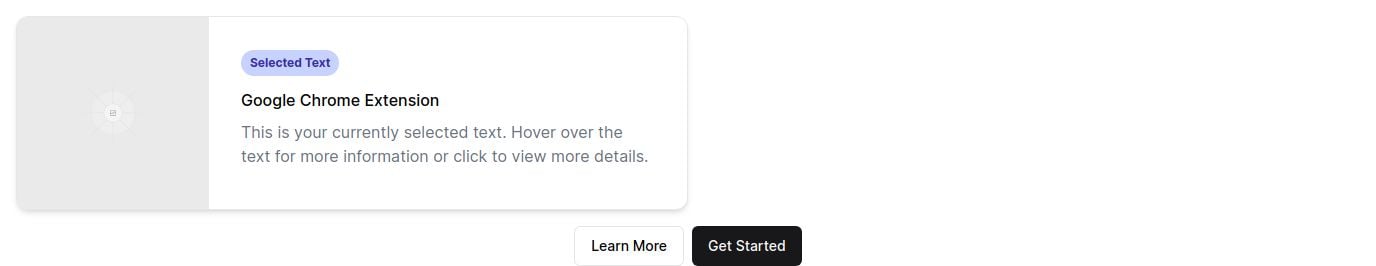 Selected Text
Google Chrome Extension
This is your currently selected text. Hover over the
text for more information or click to view more details.
Learn More
Get Started